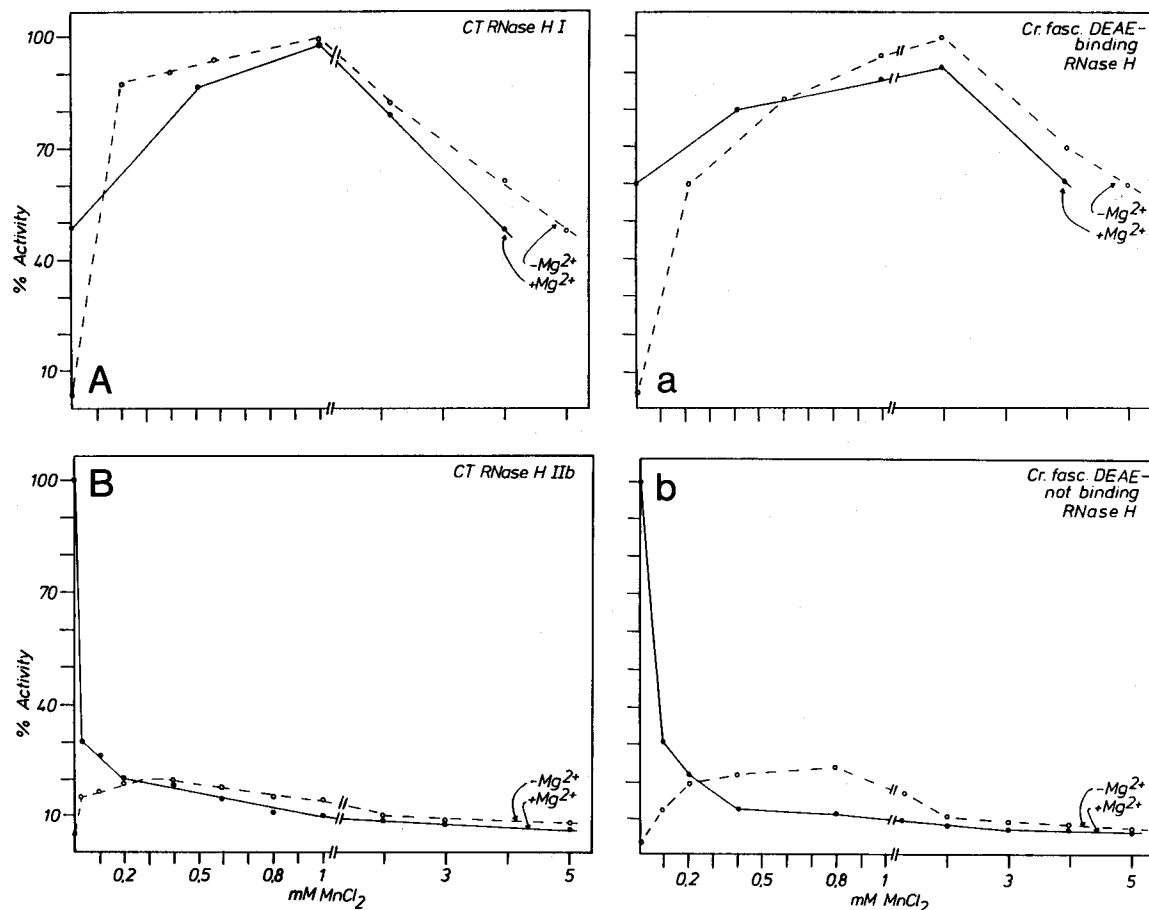 A
CT RNase H I
% Activity
100
70
40
10
-Mg2+
+Mg2+
a
Cr. fasc. DEAE-
binding
RNase H
-Mg2+
+Mg2+
B
CT RNase H IIb
% Activity
100
70
40
10
-Mg2+
+Mg2+
0,2 0,5 0,8 1 3 5
mM MnCl2
b
Cr. fasc. DEAE-
not binding
RNase H
-Mg2+
+Mg2+
0,2 0,5 0,8 1 3 5
mM MnCl2